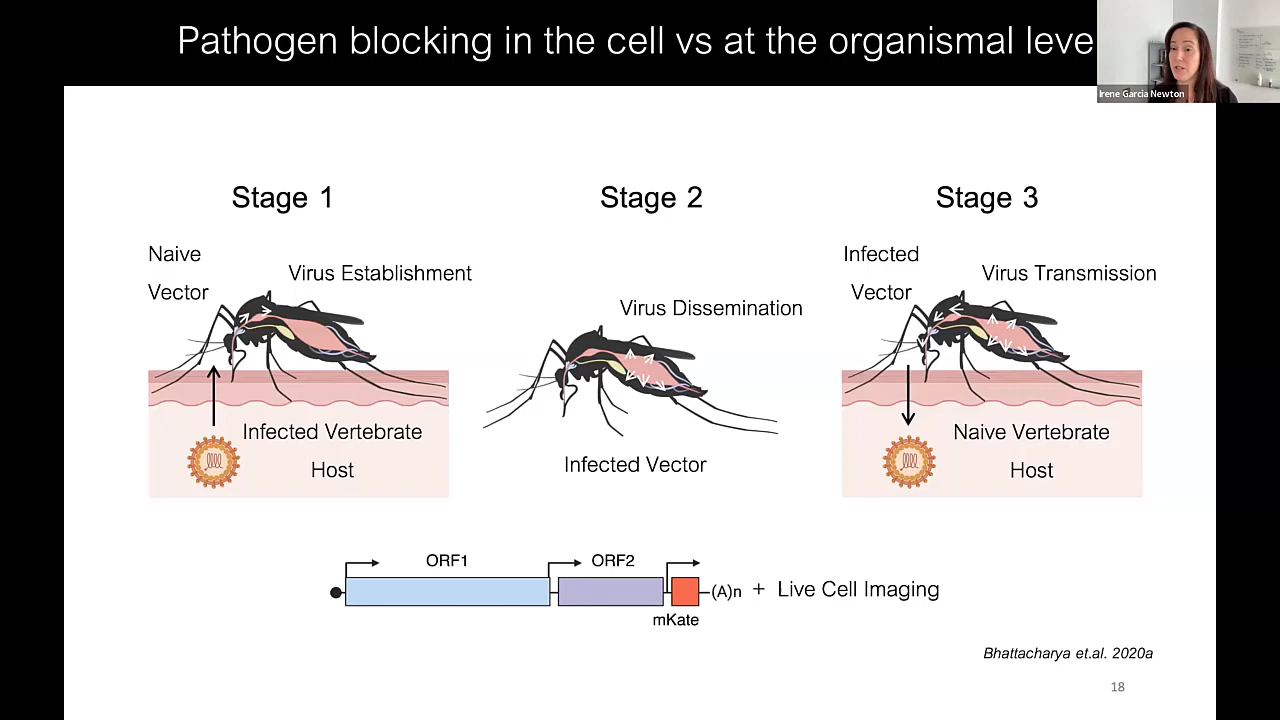 Pathogen blocking in the cell vs at the organismal leve
Irene Garcia Newton
Stage 1
Stage 2
Stage 3
Naive
Vector
Virus Establishment
Infected Vertebrate
Host
Virus Dissemination
Infected Vector
Infected
Vector
Virus Transmission
Naive Vertebrate
Host
ORF1
ORF2
mKate
(A)n + Live Cell Imaging
Bhattacharya et.al. 2020a
18